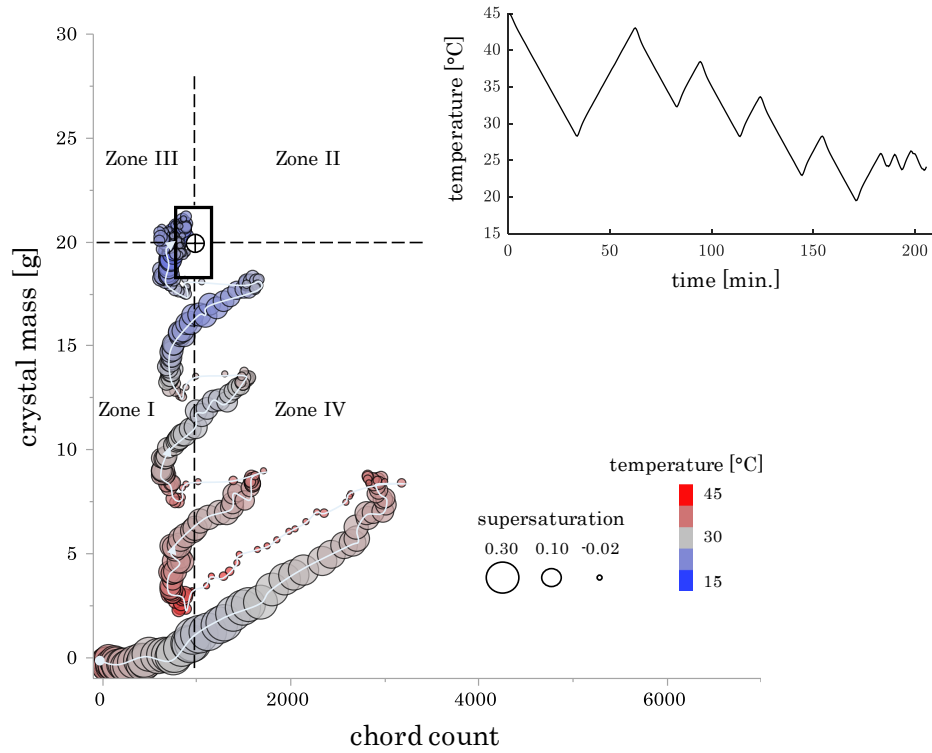 30
25
20
15
10
5
0
crystal mass [g]
0
2000
4000
6000
chord count
Zone III
Zone II
Zone I
Zone IV
45
40
35
30
25
20
15
temperature [°C]
0
50
100
150
200
time [min.]
supersaturation
0.30 0.10 -0.02
temperature [°C]
45
30
15